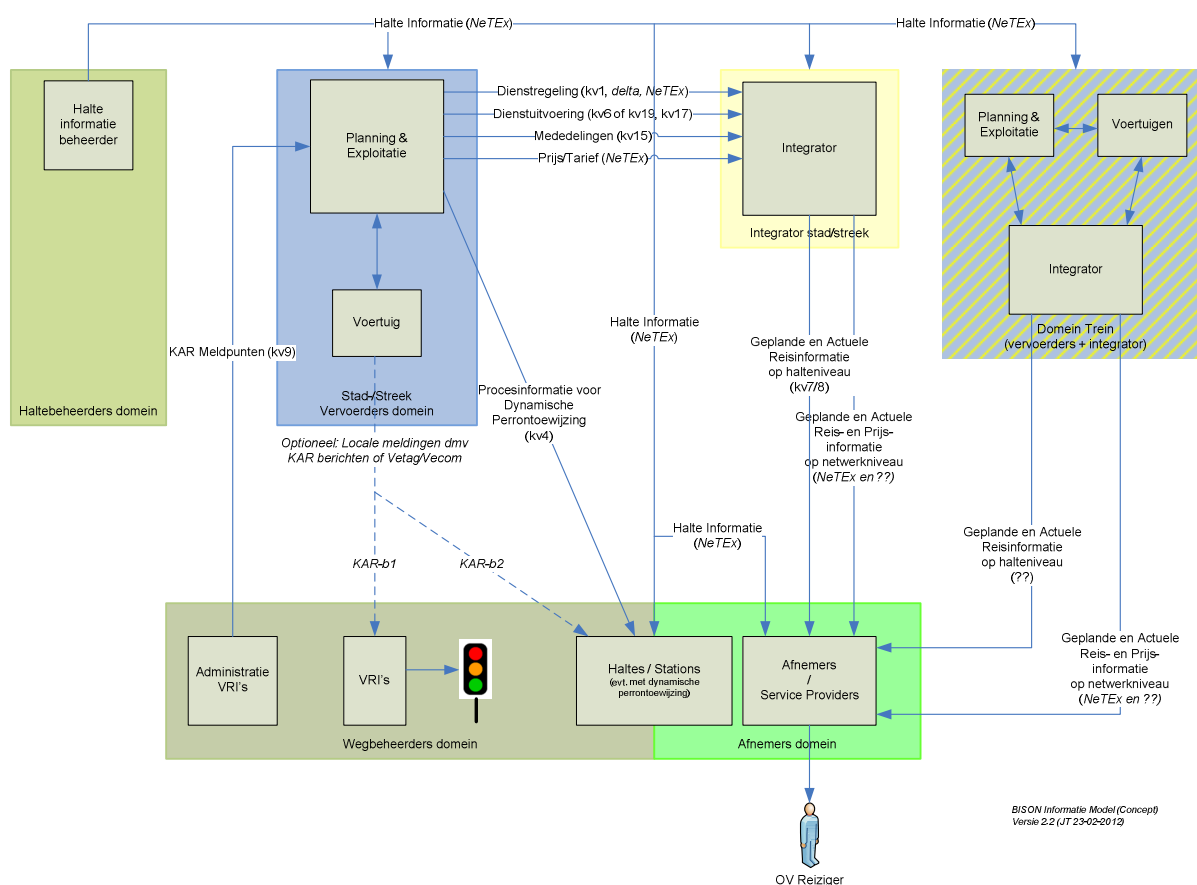 Halte Informatie (NeTEx)
Halte Informatie (NeTEx)
Halte
informatie
beheerder
Haltebeheerders domein
Planning &
Exploitatie
Voertuig
Stad-/Streek
Vervoerders domein
Dienstregeling (kv1, delta, NeTEx)
Dienstuitvoering (kv6 of kv19, kv17)
Mededelingen (kv15)
Prijs/Tarief (NeTEx)
Integrator
Integrator stad/streek
Planning &
Exploitatie
Voertuigen
Integrator
Domein Trein
(vervoerders + integrator)
KAR Meldpunten (kv9)
Halte Informatie
(NeTEx)
Geplande en Actuele
Reisinformatie
op halteniveau
(kv7/8)
Procesinformatie voor
Dynamische
Perrontoewijzing
(kv4)
Geplande en Actuele
Reis- en Prijs-
informatie
op netwerkniveau
(NeTEx en ??)
Optioneel: Locale meldingen dmv
KAR berichten of Vetag/Vecom
Halte Informatie
(NeTEx)
Geplande en Actuele
Reisinformatie
op halteniveau
(??)
KAR-b1
KAR-b2
Geplande en Actuele
Reis- en Prijs-
informatie
op netwerkniveau
(NeTEx en ??)
Administratie
VRI's
VRI's
Haltes / Stations
(evt. met dynamische
perrontoewijzing)
Afnemers
/
Service Providers
Wegbeheerders domein
Afnemers domein
OV Reiziger
BISON Informatie Model (Concept)
Versie 2.2 (JT 23-02-2012)